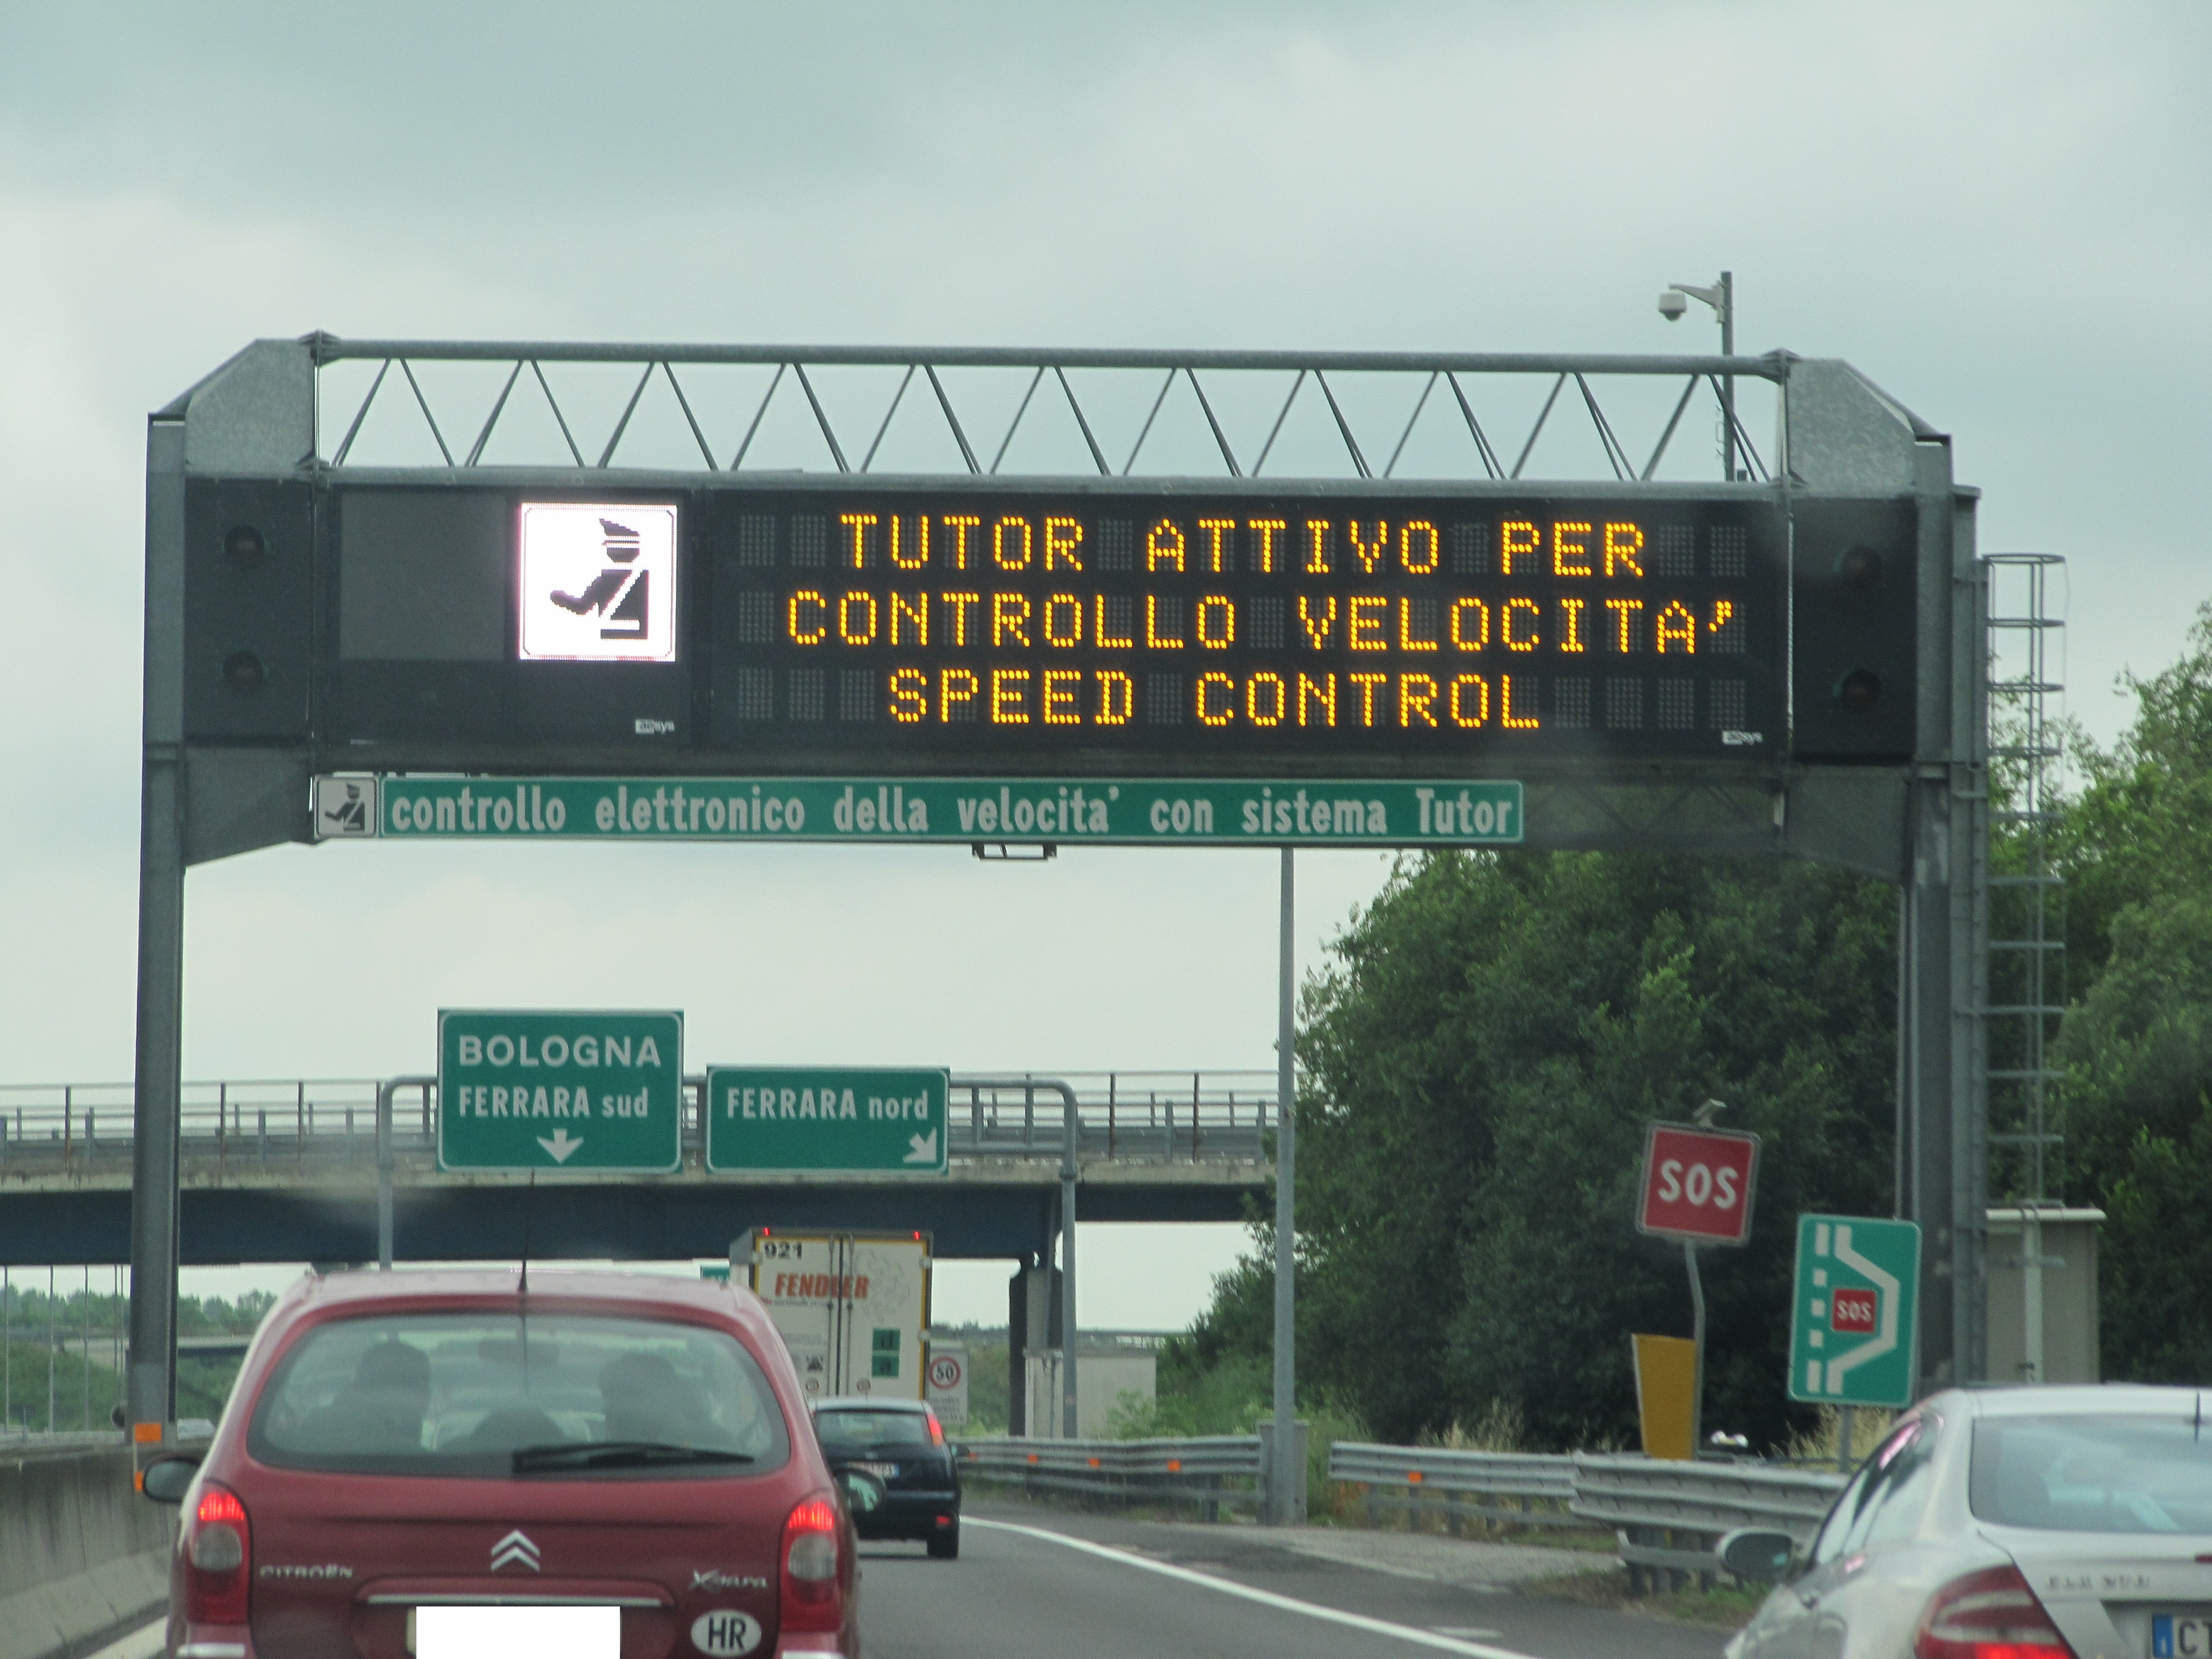 TUTOR ATTIVO PER
CONTROLLO VELOCITA'
SPEED CONTROL
controllo elettronico della velocita' con sistema Tutor
BOLOGNA
FERRARA sud
FERRARA nord
SOS
SOS
921
FENDLER
50
CITROËN
Xsara
HR